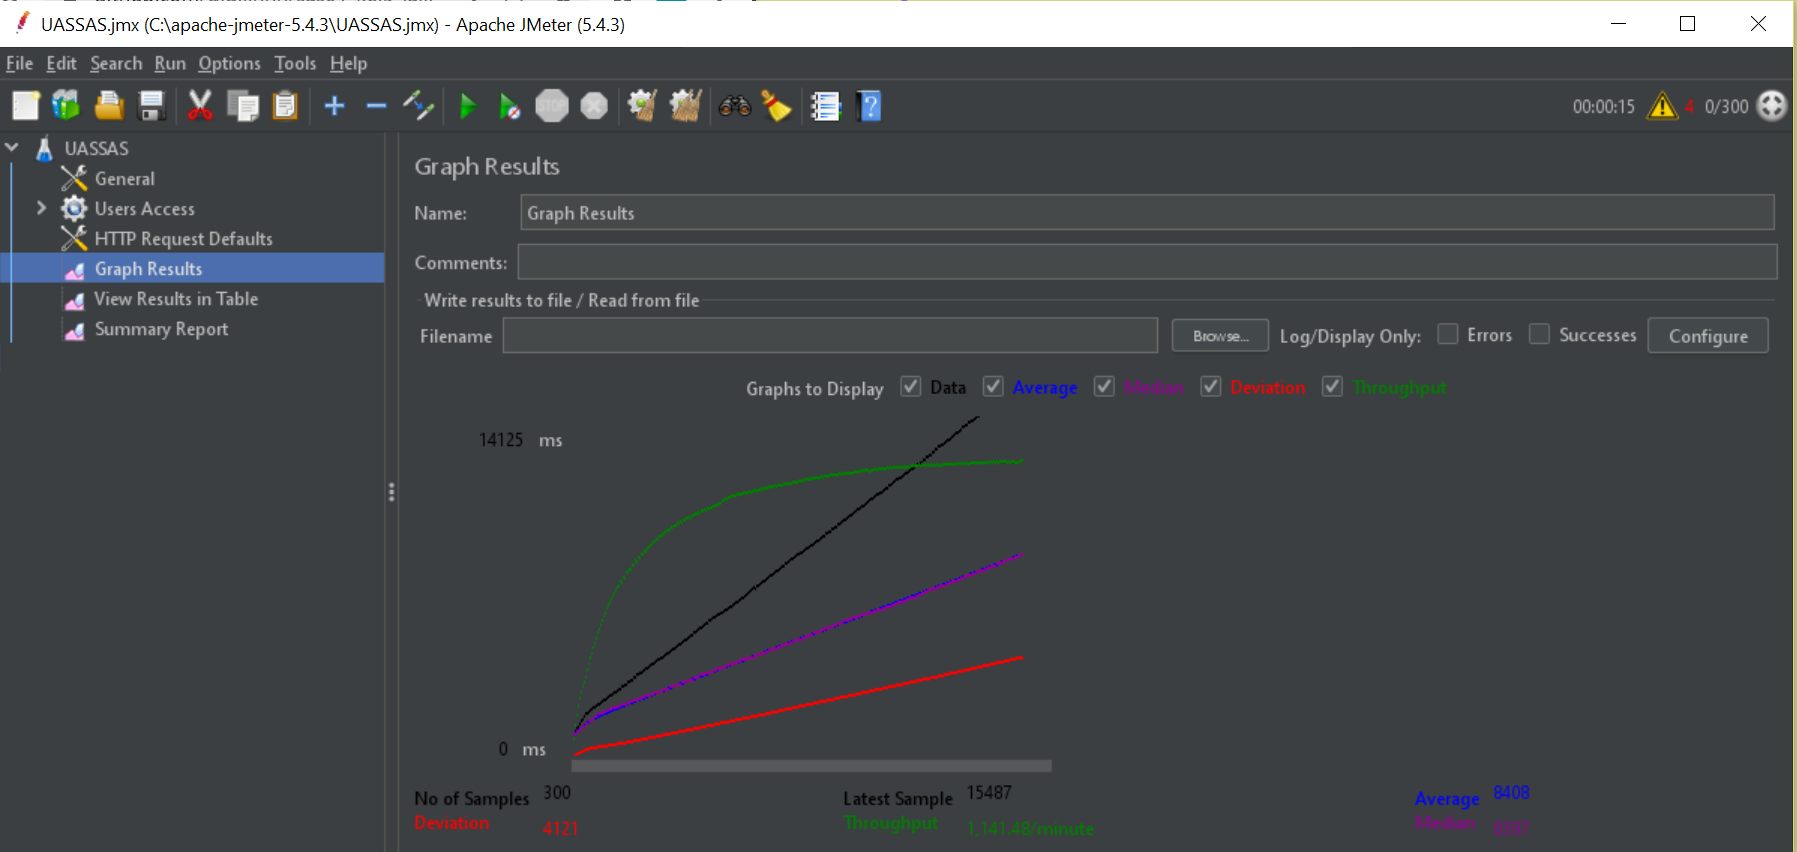 UASSAS.jmx (C:\apache-jmeter-5.4.3\UASSAS.jmx) - Apache JMeter (5.4.3)
File Edit Search Run Options Tools Help
STOP
00:00:15 4 0/300
UASSAS
General
Users Access
HTTP Request Defaults
Graph Results
View Results in Table
Summary Report
Graph Results
Name: Graph Results
Comments:
Write results to file / Read from file
Filename Browse... Log/Display Only: Errors Successes Configure
Graphs to Display Data Average Median Deviation Throughput
14125 ms
0 ms
No of Samples 300 Latest Sample 15487 Average 8408
Deviation 4121 Throughput 1,141.48/minute Median